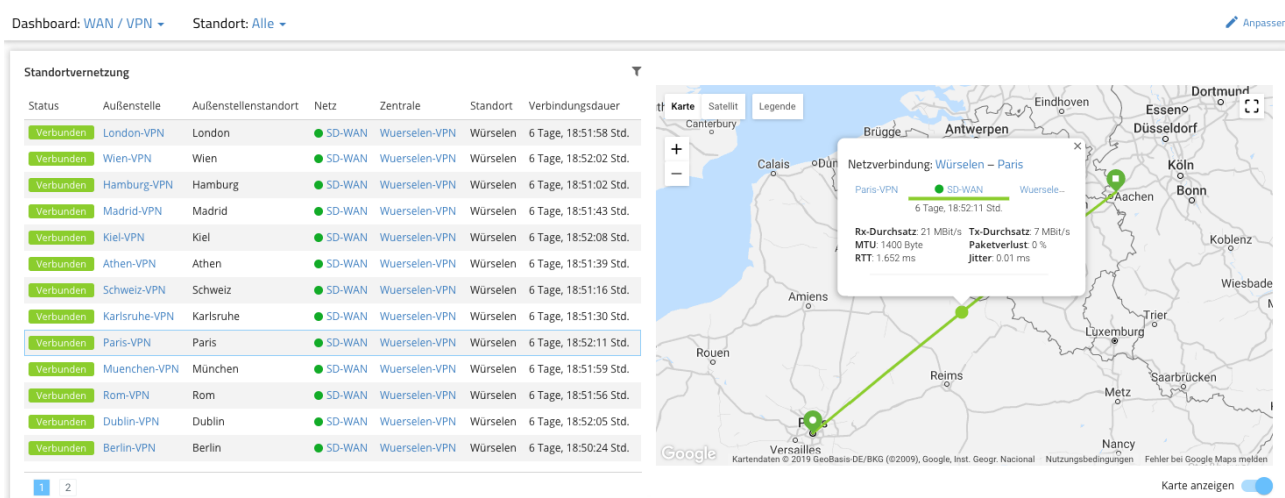 Dashboard: WAN / VPN Standort: Alle Anpassen
Standortvernetzung
Status Außenstelle Außenstellenstandort Netz Zentrale Standort Verbindungsdauer
Verbunden London-VPN London SD-WAN Wuerselen-VPN Würselen 6 Tage, 18:51:58 Std.
Verbunden Wien-VPN Wien SD-WAN Wuerselen-VPN Würselen 6 Tage, 18:52:02 Std.
Verbunden Hamburg-VPN Hamburg SD-WAN Wuerselen-VPN Würselen 6 Tage, 18:51:02 Std.
Verbunden Madrid-VPN Madrid SD-WAN Wuerselen-VPN Würselen 6 Tage, 18:51:43 Std.
Verbunden Kiel-VPN Kiel SD-WAN Wuerselen-VPN Würselen 6 Tage, 18:52:08 Std.
Verbunden Athen-VPN Athen SD-WAN Wuerselen-VPN Würselen 6 Tage, 18:51:39 Std.
Verbunden Schweiz-VPN Schweiz SD-WAN Wuerselen-VPN Würselen 6 Tage, 18:51:16 Std.
Verbunden Karlsruhe-VPN Karlsruhe SD-WAN Wuerselen-VPN Würselen 6 Tage, 18:51:30 Std.
Verbunden Paris-VPN Paris SD-WAN Wuerselen-VPN Würselen 6 Tage, 18:52:11 Std.
Verbunden Muenchen-VPN München SD-WAN Wuerselen-VPN Würselen 6 Tage, 18:51:59 Std.
Verbunden Rom-VPN Rom SD-WAN Wuerselen-VPN Würselen 6 Tage, 18:51:56 Std.
Verbunden Dublin-VPN Dublin SD-WAN Wuerselen-VPN Würselen 6 Tage, 18:52:05 Std.
Verbunden Berlin-VPN Berlin SD-WAN Wuerselen-VPN Würselen 6 Tage, 18:50:24 Std.
1 2
Karte Satellit Legende
Dortmund
Eindhoven
Essen
Canterbury
Brügge
Antwerpen
Düsseldorf
Calais
Köln
Netzverbindung: Würselen – Paris
Paris-VPN SD-WAN Wuersele--
6 Tage, 18:52:11 Std.
Rx-Durchsatz: 21 MBit/s Tx-Durchsatz: 7 MBit/s
MTU: 1400 Byte Paketverlust: 0 %
RTT: 1.652 ms Jitter: 0.01 ms
Bonn
Aachen
Koblenz
Wiesbade
Amiens
Trier
Luxemburg
Rouen
Reims
Saarbrücken
Metz
Nancy
Versailles
Google
Kartendaten © 2019 GeoBasis-DE/BKG (©2009), Google, Inst. Geogr. Nacional Nutzungsbedingungen Fehler bei Google Maps melden
Karte anzeigen